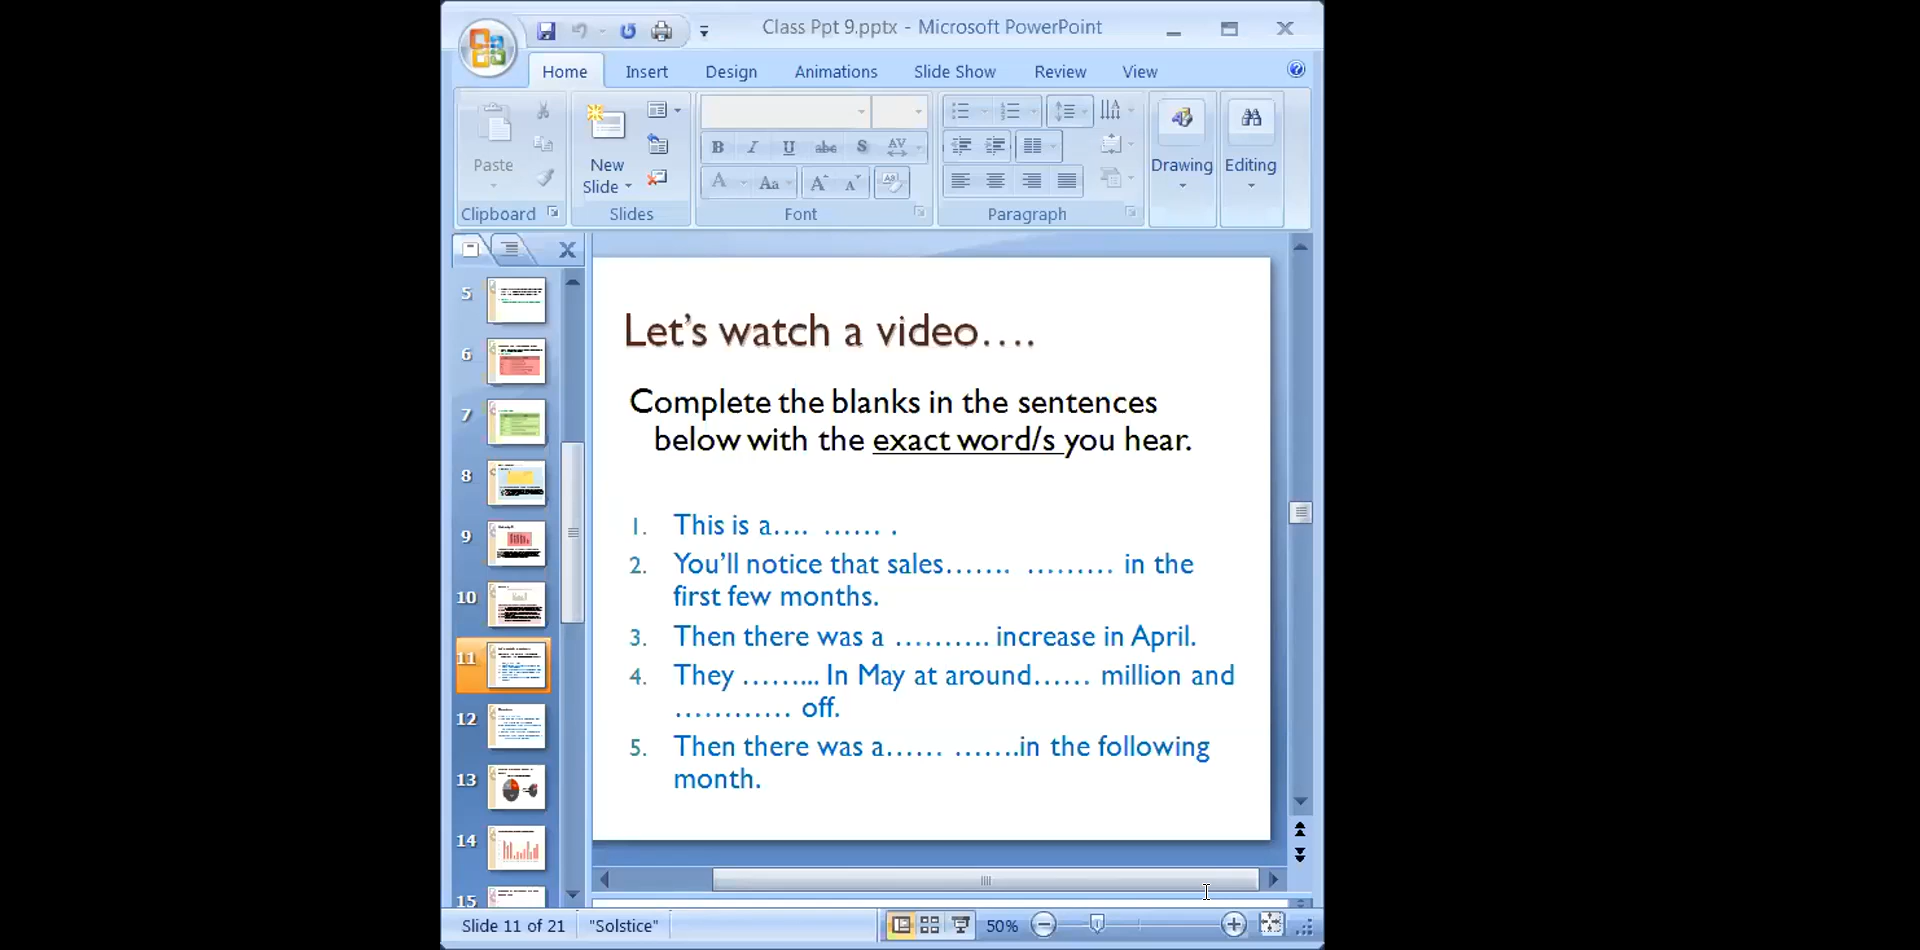 Class Ppt 9.pptx - Microsoft PowerPoint
Home Insert Design Animations Slide Show Review View
Paste
New Slide
Drawing
Editing
Clipboard
Slides
Font
Paragraph
B I U abc S AV
A Aa A A
5
6
7
8
9
10
11
12
13
14
15
Let's watch a video....
Complete the blanks in the sentences
below with the exact word/s you hear.
1. This is a.... ...... .
2. You'll notice that sales....... ......... in the
first few months.
3. Then there was a .......... increase in April.
4. They ......... In May at around...... million and
............ off.
5. Then there was a...... .......in the following
month.
Slide 11 of 21 "Solstice" 50%